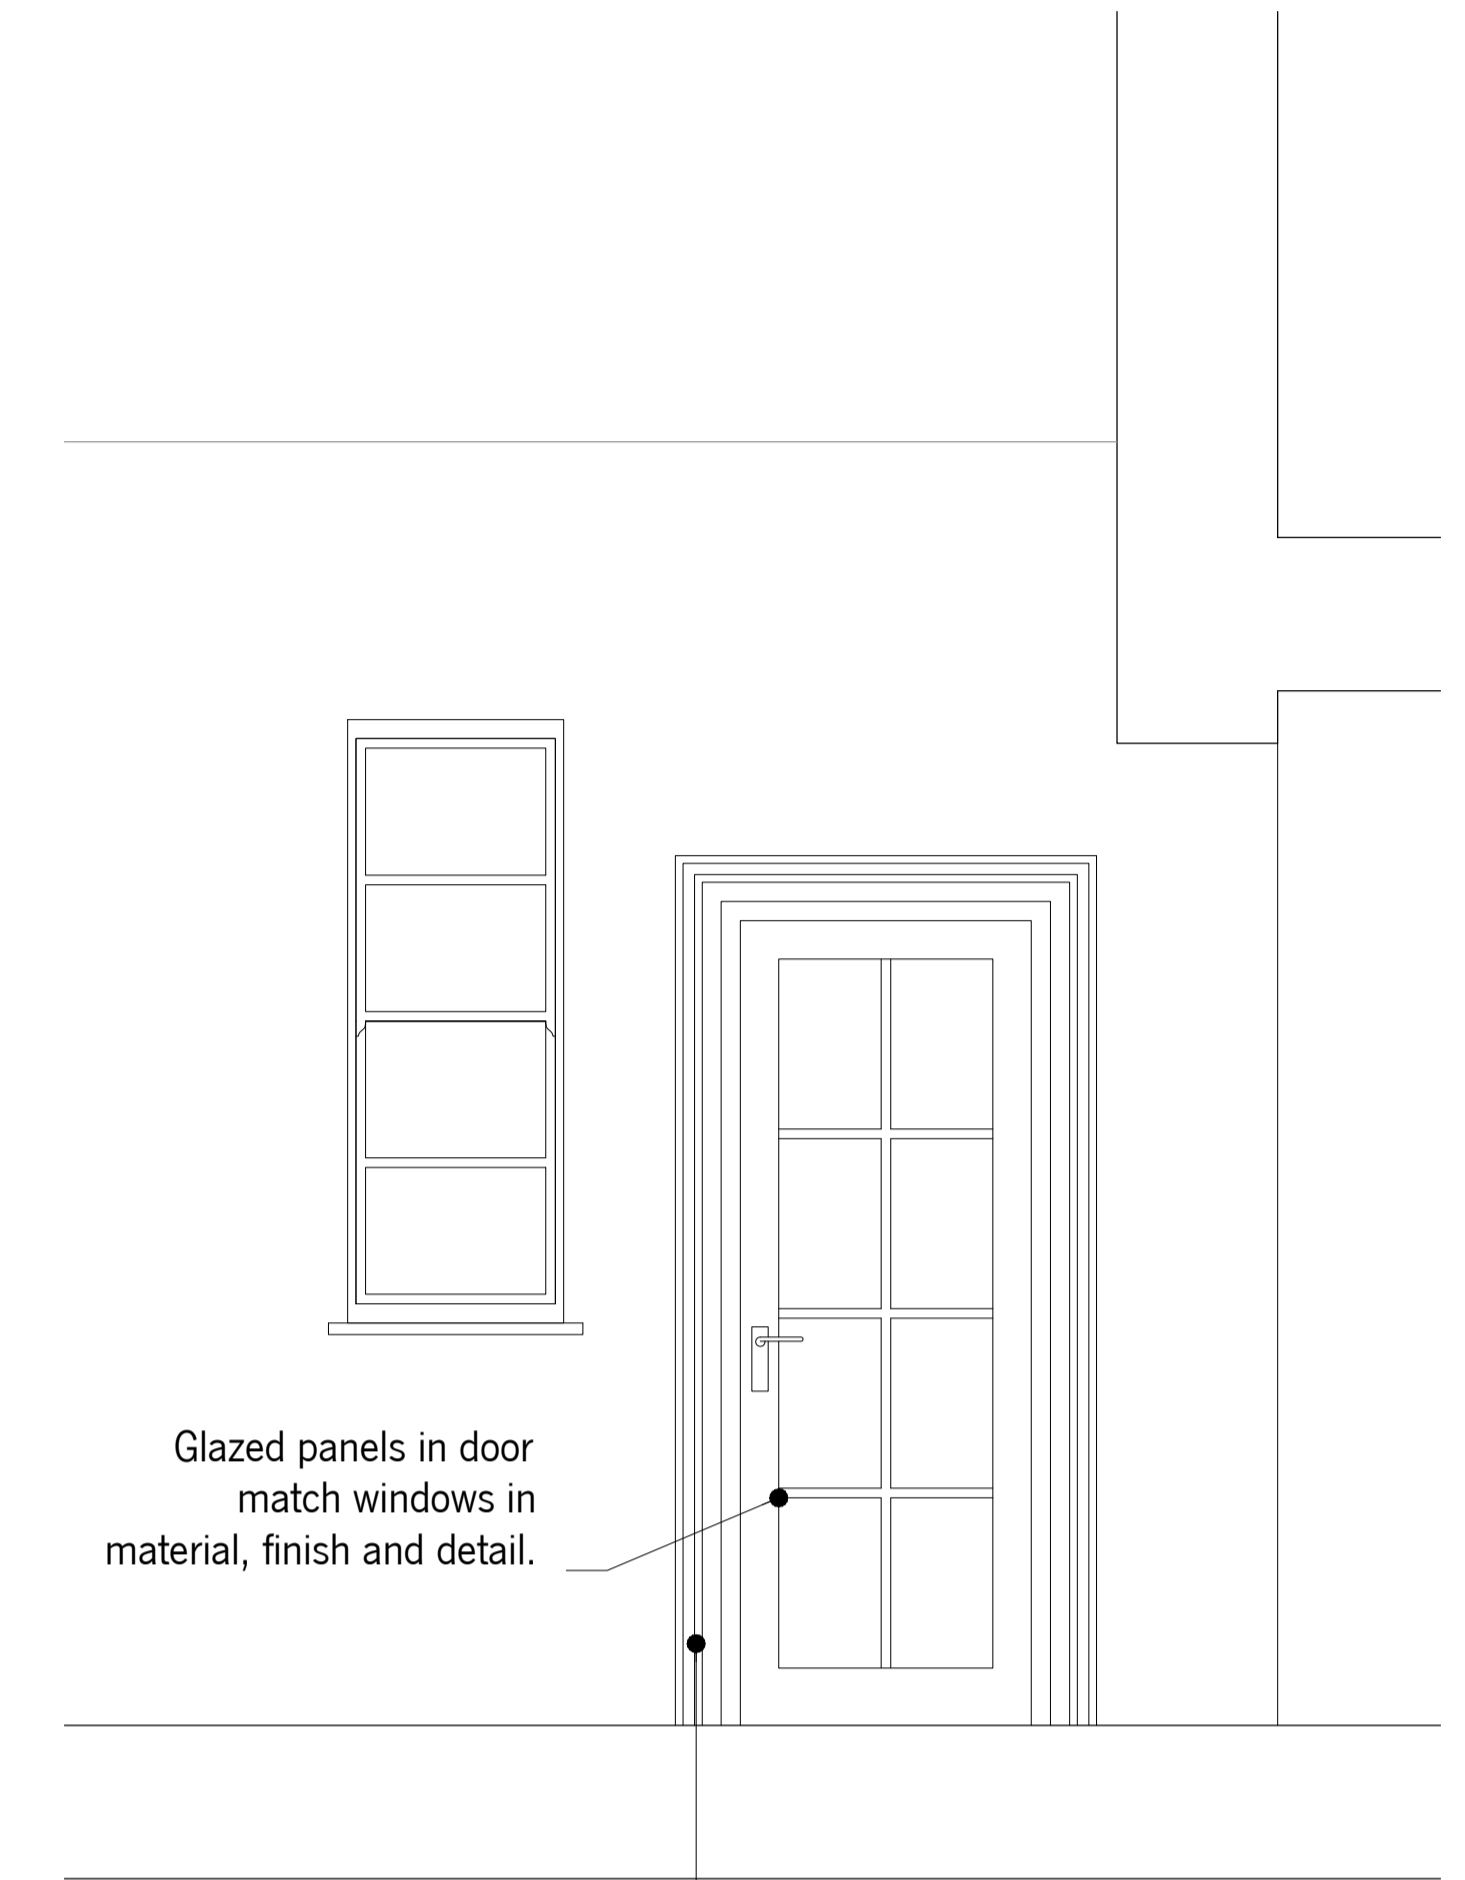 Glazed panels in door
match windows in
material, finish and detail.